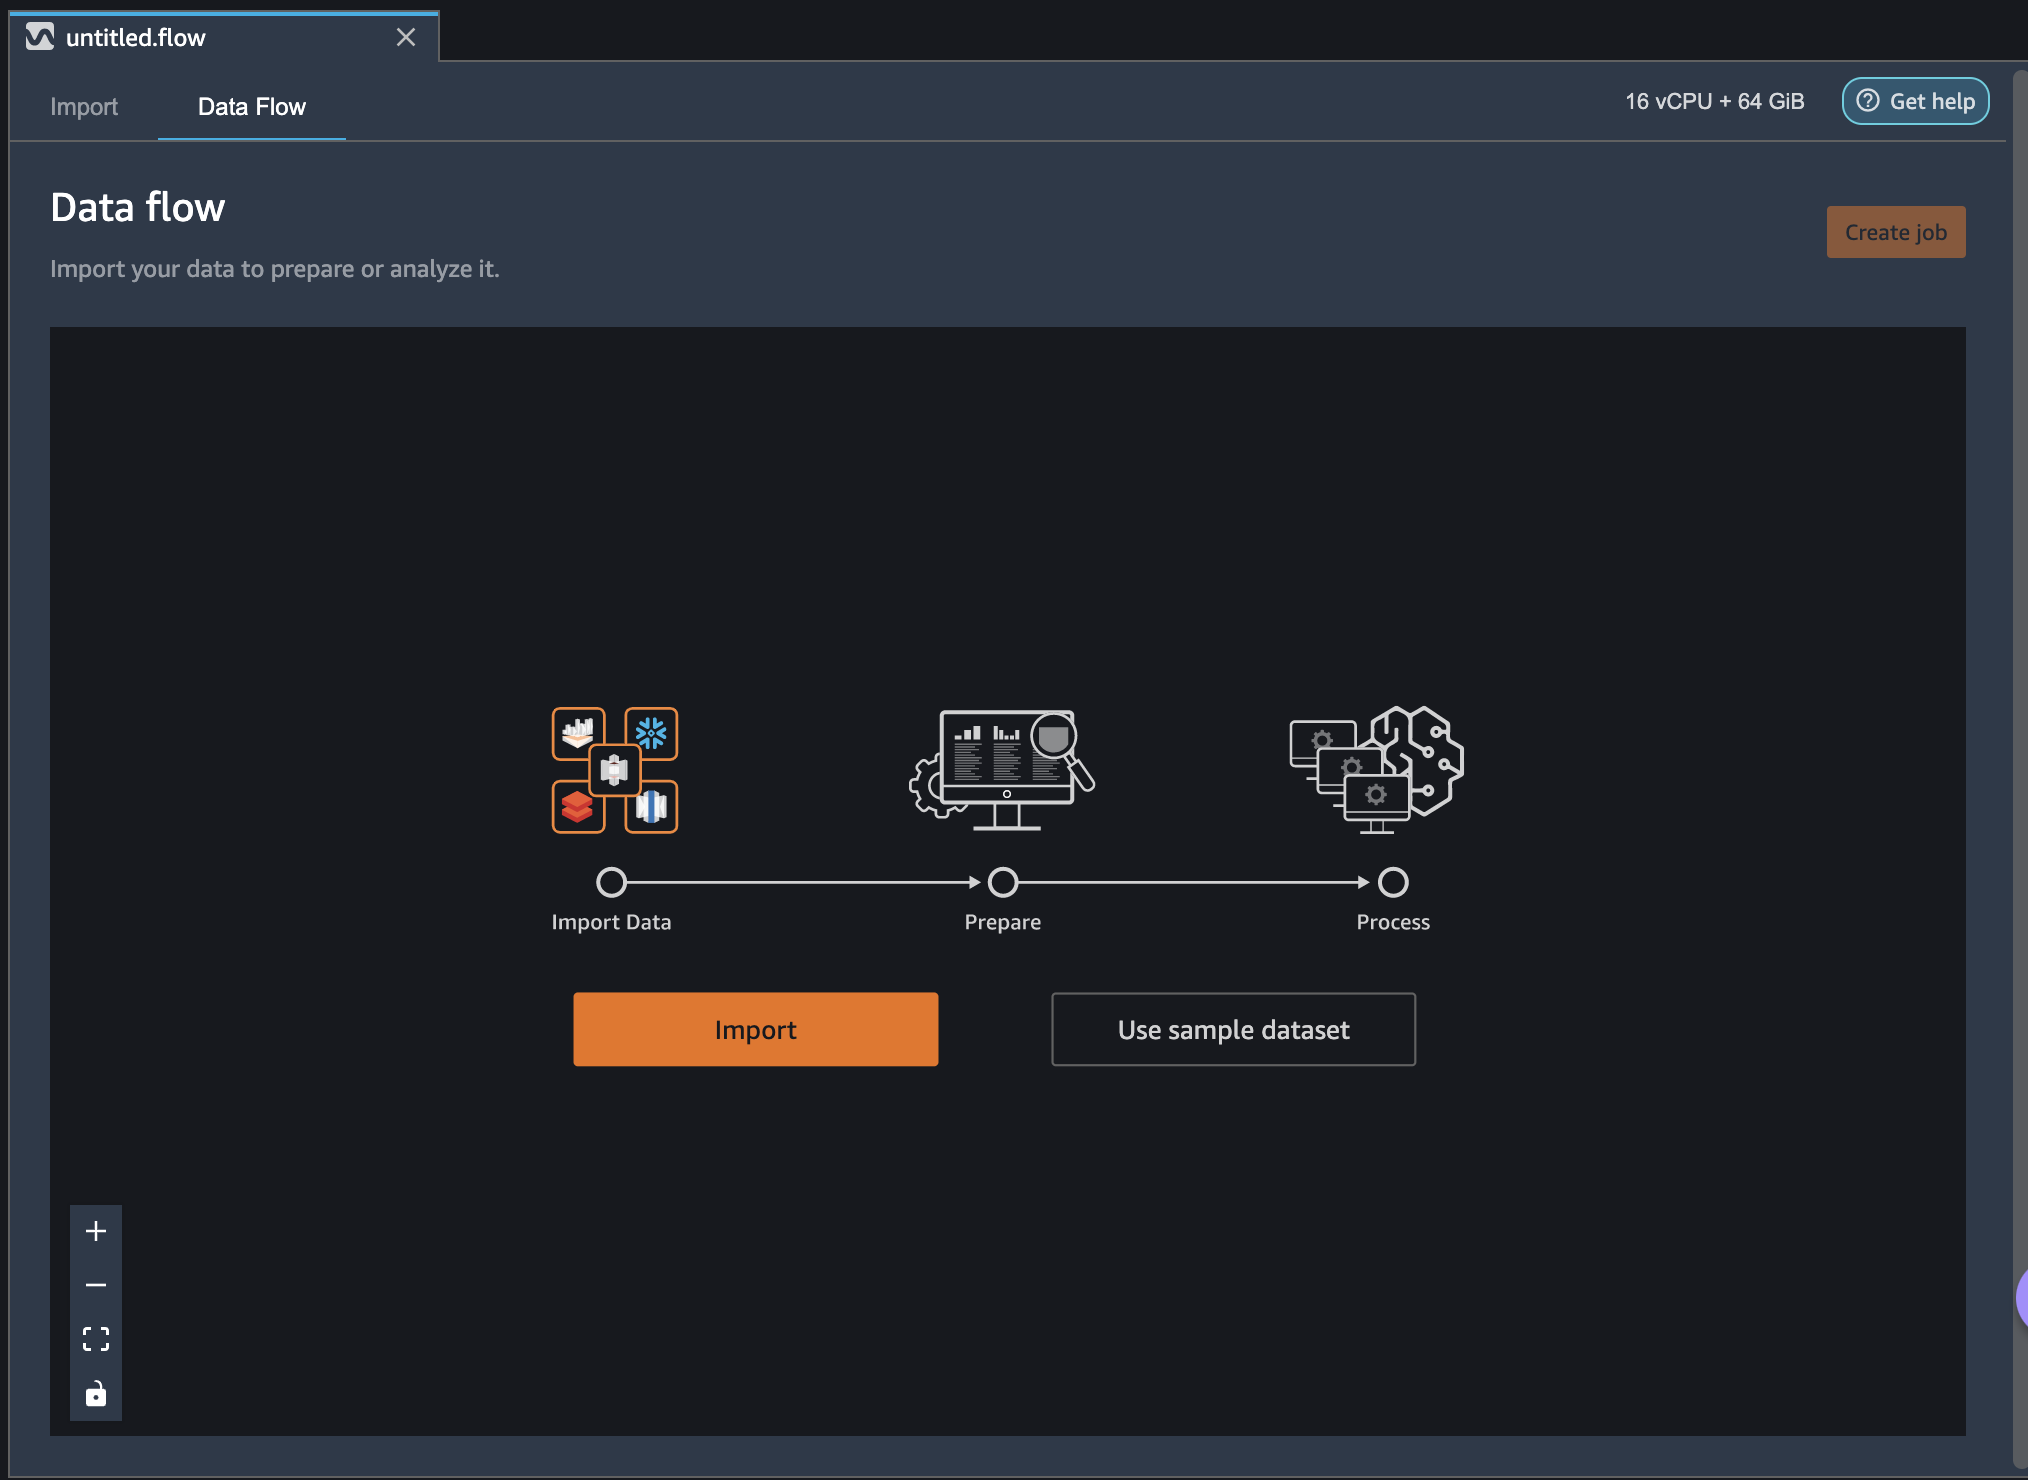 untitled.flow
Import
Data Flow
16 vCPU + 64 GiB
Get help
Data flow
Import your data to prepare or analyze it.
Create job
Import Data
Prepare
Process
Import
Use sample dataset